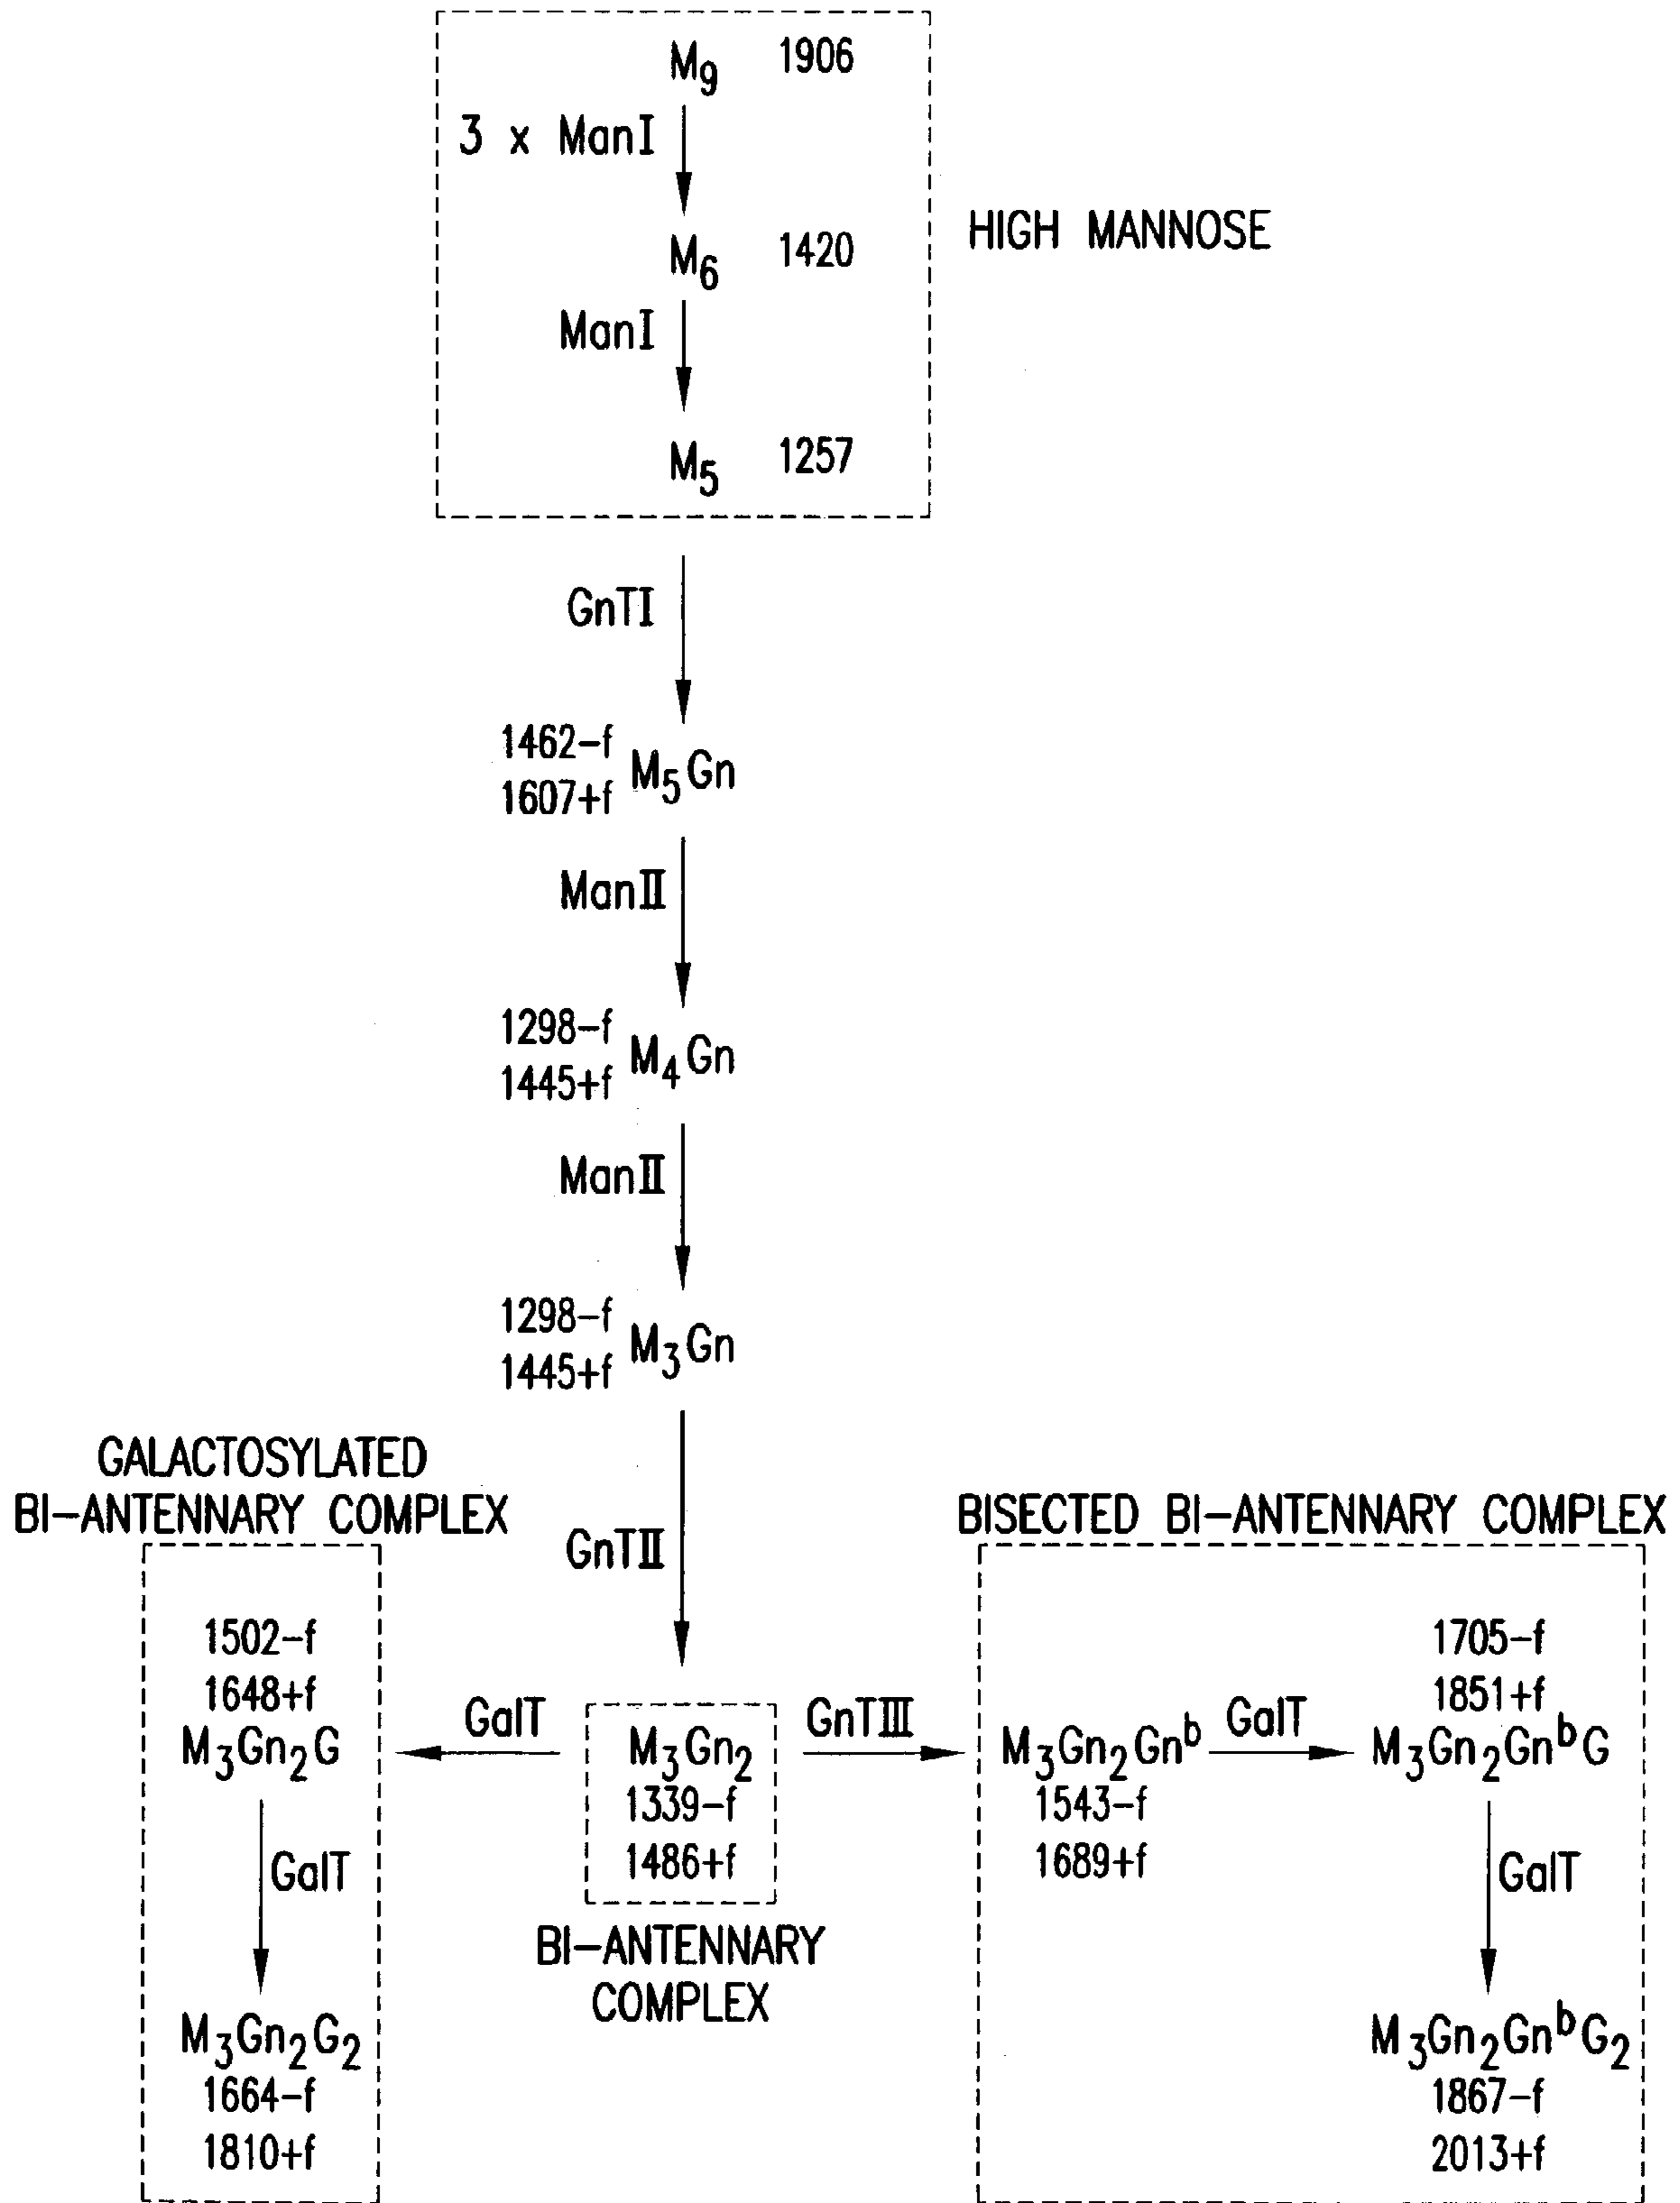 M₉ 1906
3 x ManI
M₆ 1420
HIGH MANNOSE
ManI
M₅ 1257
GnTI
1462-f
M₅Gn
1607+f
ManII
1298-f
M₄Gn
1445+f
ManII
1298-f
M₃Gn
1445+f
GnTII
GALACTOSYLATED
BI-ANTENNARY COMPLEX
1502-f
1648+f
M₃Gn₂G
GalT
M₃Gn₂G₂
1664-f
1810+f
GalT
M₃Gn₂
1339-f
1486+f
BI-ANTENNARY
COMPLEX
GnTIII
BISECTED BI-ANTENNARY COMPLEX
M₃Gn₂Gnᵇ
1543-f
1689+f
GalT
1705-f
1851+f
M₃Gn₂GnᵇG
GalT
M₃Gn₂GnᵇG₂
1867-f
2013+f